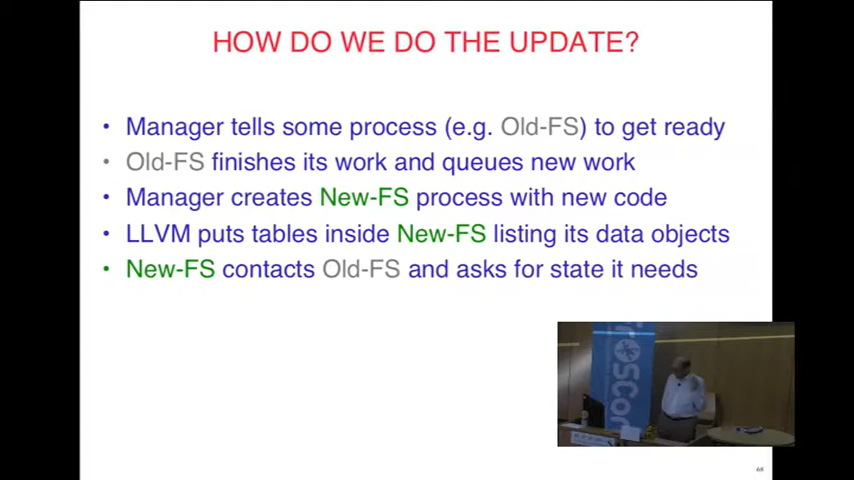 HOW DO WE DO THE UPDATE?
• Manager tells some process (e.g. Old-FS) to get ready
• Old-FS finishes its work and queues new work
• Manager creates New-FS process with new code
• LLVM puts tables inside New-FS listing its data objects
• New-FS contacts Old-FS and asks for state it needs